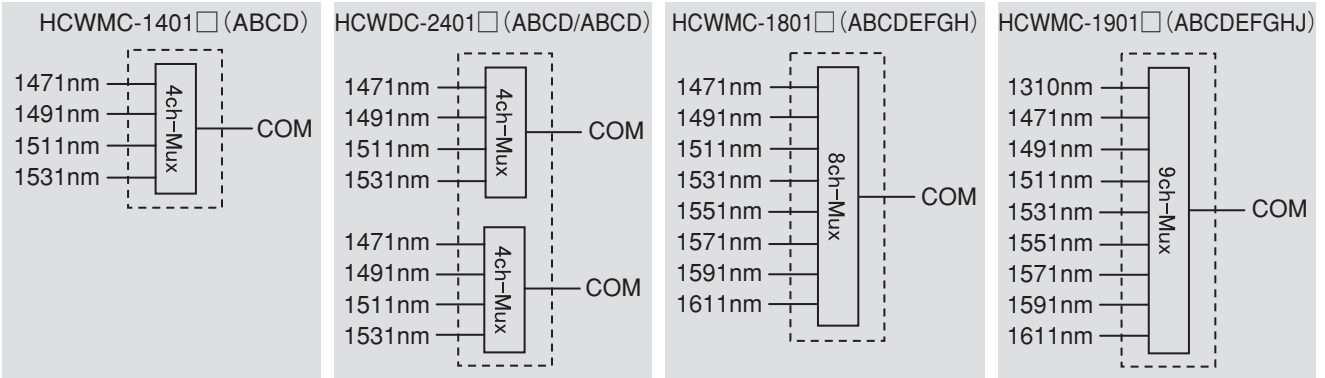 HCWMC-1401□(ABCD)
1471nm
1491nm
1511nm
1531nm
4ch-Mux
COM
HCWDC-2401□(ABCD/ABCD)
1471nm
1491nm
1511nm
1531nm
4ch-Mux
COM
1471nm
1491nm
1511nm
1531nm
4ch-Mux
COM
HCWMC-1801□(ABCDEFGH)
1471nm
1491nm
1511nm
1531nm
1551nm
1571nm
1591nm
1611nm
8ch-Mux
COM
HCWMC-1901□(ABCDEFGHJ)
1310nm
1471nm
1491nm
1511nm
1531nm
1551nm
1571nm
1591nm
1611nm
9ch-Mux
COM